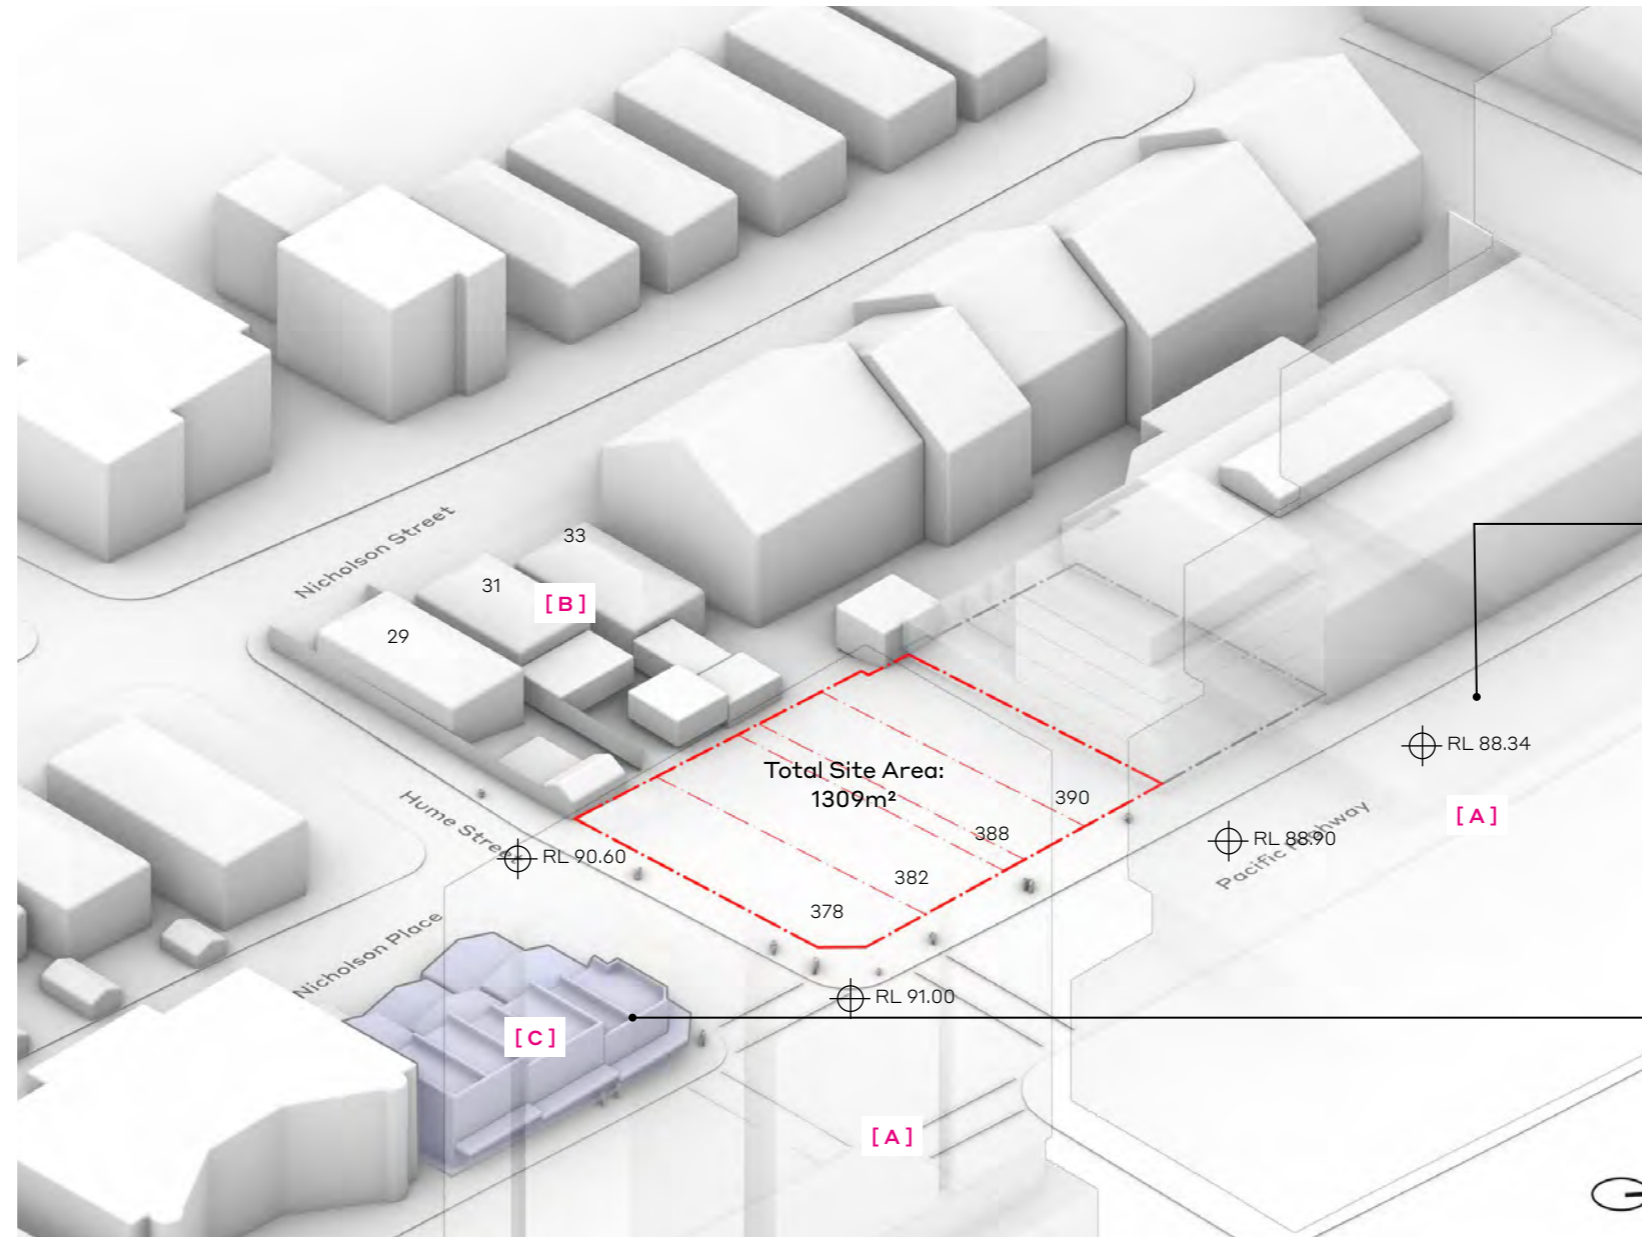 Nicholson Street
33
31
[B]
29
Total Site Area:
1309m²
RL 88.34
390
[A]
388
RL 88.90
Pacific Highway
Hume Street
RL 90.60
382
378
Nicholson Place
RL 91.00
[C]
[A]